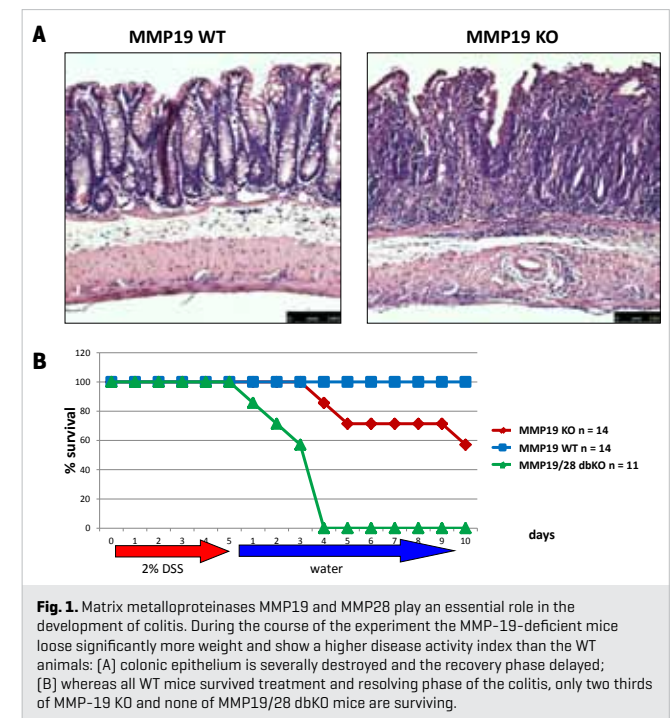 A
MMP19 WT
MMP19 KO
B
120
100
80
60
40
20
0
% survival
0 1 2 3 4 5 1 2 3 4 5 6 7 8 9 10
days
2% DSS
water
MMP19 KO n = 14
MMP19 WT n = 14
MMP19/28 dbKO n = 11
Fig. 1. Matrix metalloproteinases MMP19 and MMP28 play an essential role in the
development of colitis. During the course of the experiment the MMP-19-deficient mice
loose significantly more weight and show a higher disease activity index than the WT
animals: (A) colonic epithelium is severally destroyed and the recovery phase delayed;
(B) whereas all WT mice survived treatment and resolving phase of the colitis, only two thirds
of MMP-19 KO and none of MMP19/28 dbKO mice are surviving.